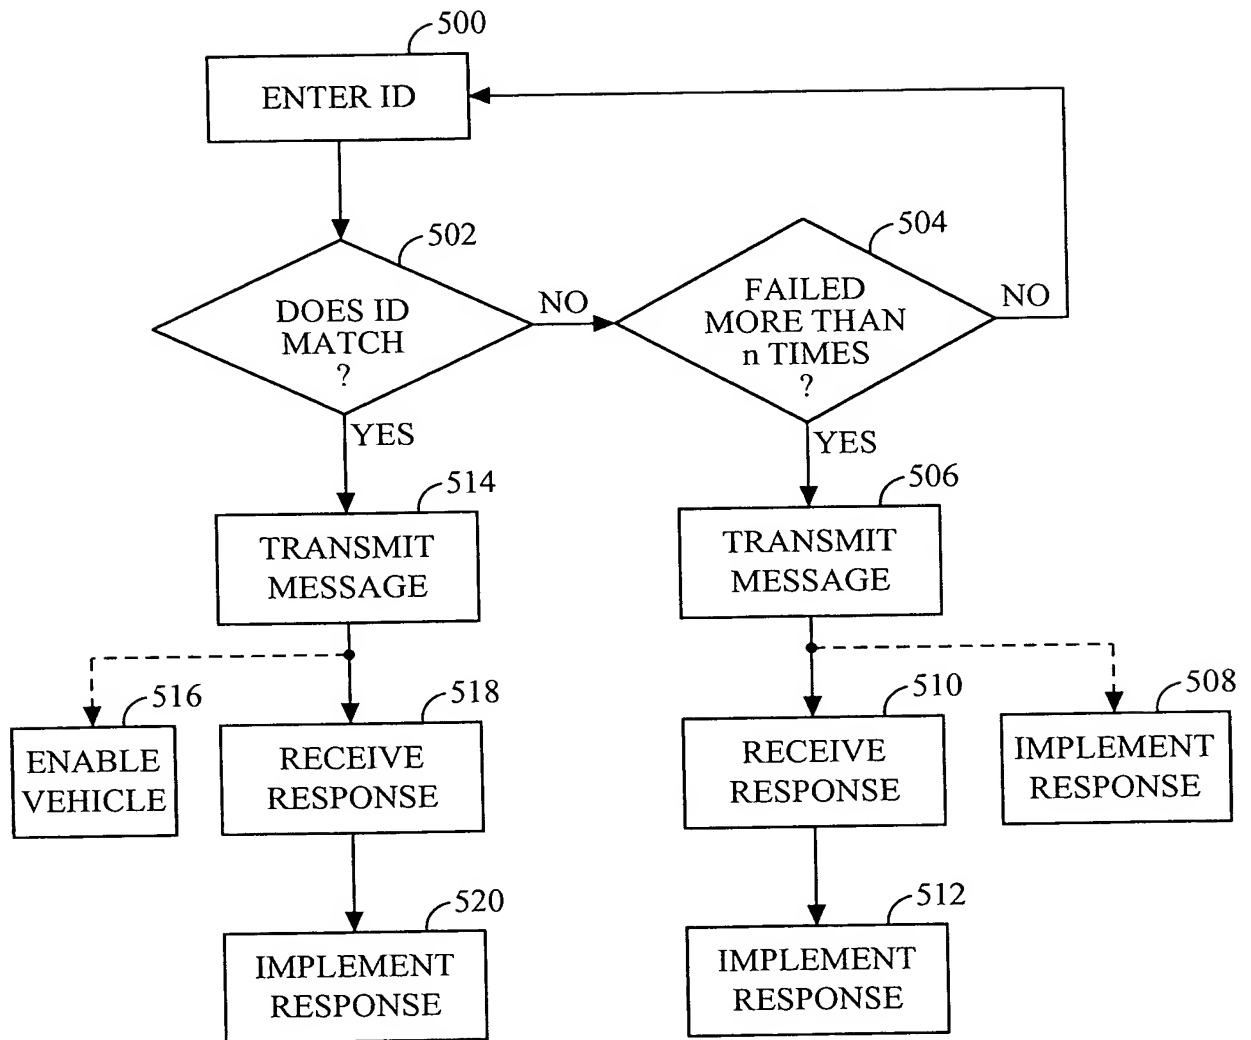 500
ENTER ID
502
DOES ID
MATCH
?
NO
504
FAILED
MORE THAN
n TIMES
?
NO
YES
YES
514
TRANSMIT
MESSAGE
506
TRANSMIT
MESSAGE
516
ENABLE
VEHICLE
518
RECEIVE
RESPONSE
510
RECEIVE
RESPONSE
508
IMPLEMENT
RESPONSE
520
IMPLEMENT
RESPONSE
512
IMPLEMENT
RESPONSE